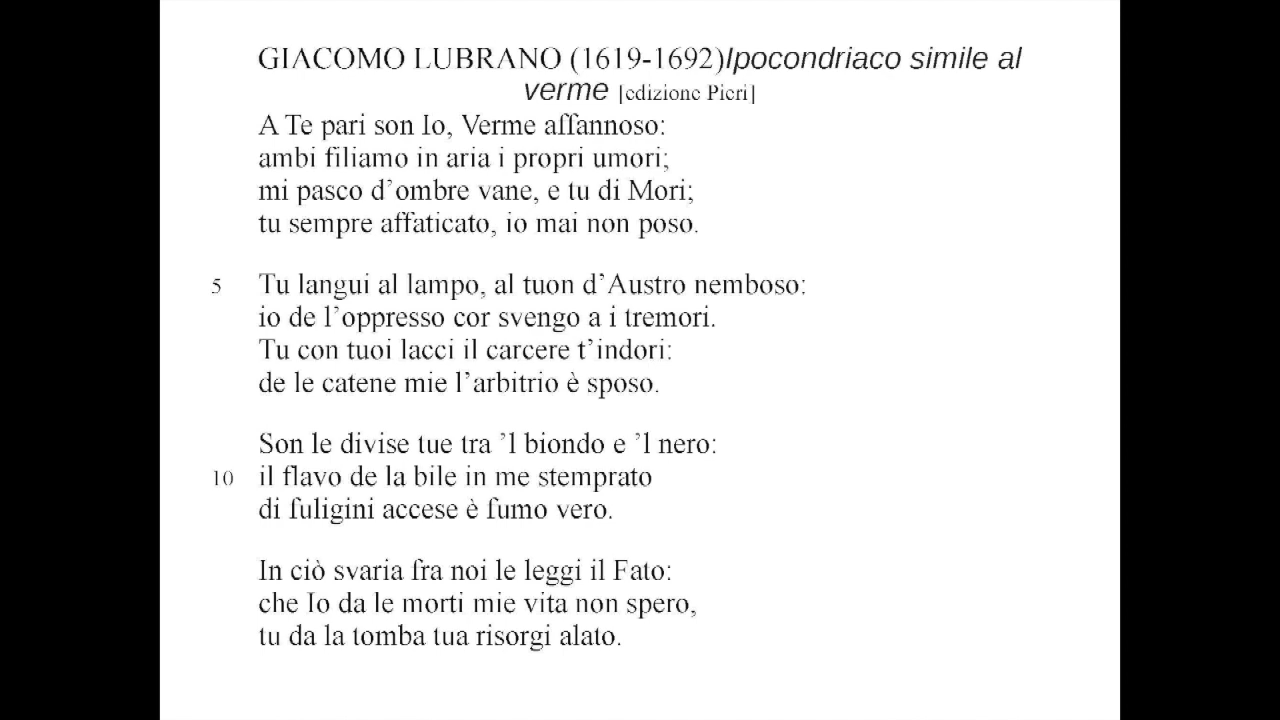 GIACOMO LUBRANO (1619-1692)Ipocondriaco simile al
verme [edizione Pieri]
A Te pari son Io, Verme affannoso:
ambi filiamo in aria i propri umori;
mi pasco d’ombre vane, e tu di Mori;
tu sempre affaticato, io mai non poso.
5 Tu langui al lampo, al tuon d’Austro nemboso:
io de l’oppresso cor svengo a i tremori.
Tu con tuoi lacci il carcere t’indori:
de le catene mie l’arbitrio è sposo.
Son le divise tue tra ’l biondo e ’l nero:
10 il flavo de la bile in me stemprato
di fuligini accese è fumo vero.
In ciò svaria fra noi le leggi il Fato:
che Io da le morti mie vita non spero,
tu da la tomba tua risorgi alato.